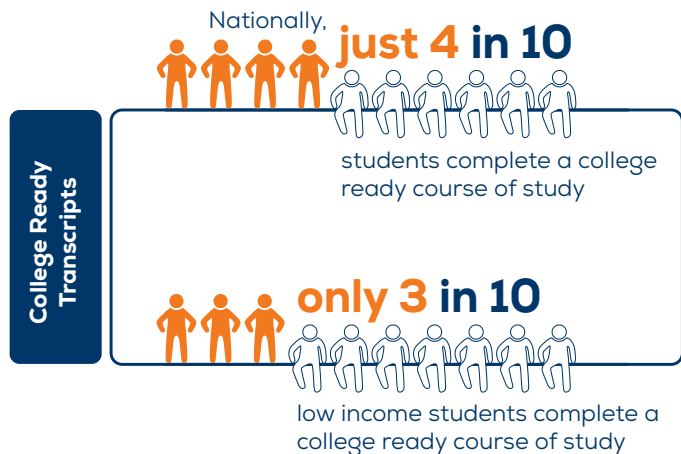 Nationally,
just 4 in 10
students complete a college
ready course of study
College Ready
Transcripts
only 3 in 10
low income students complete a
college ready course of study